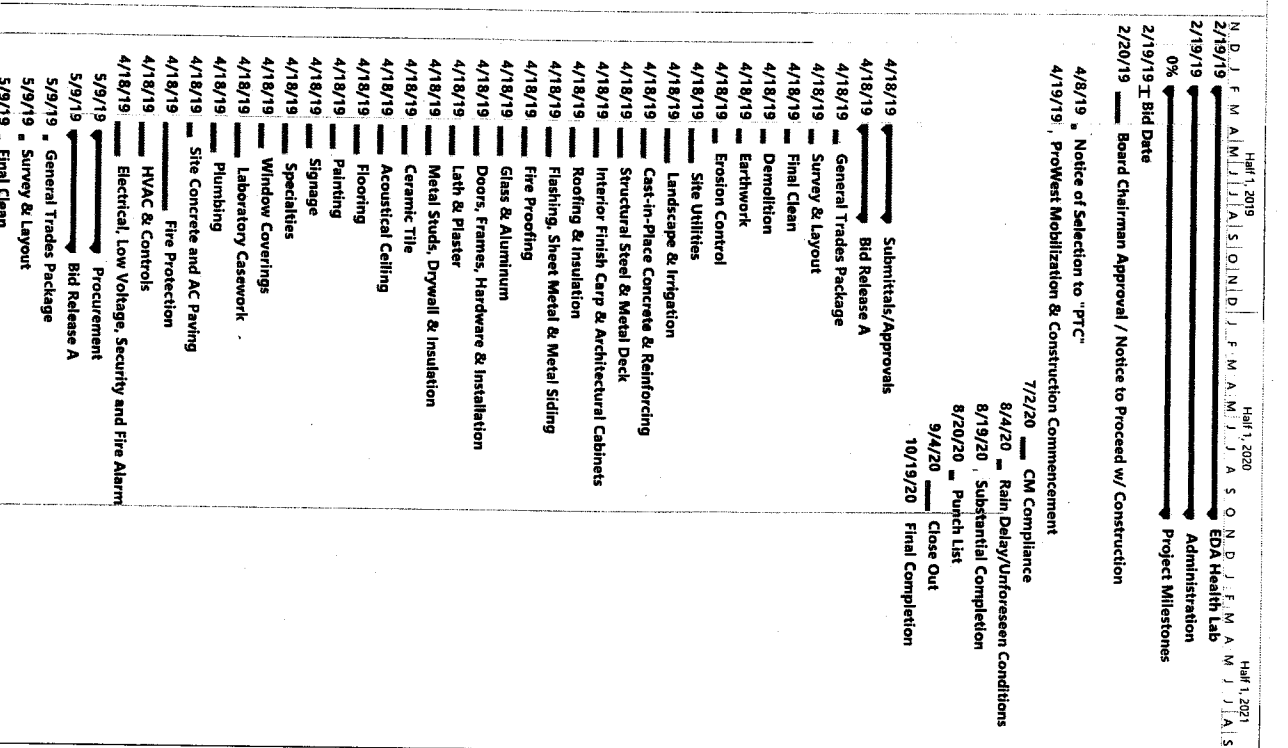 Half 1, 2019 Half 1, 2020 Half 1, 2021
N D J F M A M J J A S O N D J F M A M J J A S O N D J F M A M J J A S
2/19/19 EDA Health Lab
2/19/19 Administration
0% Project Milestones
2/19/19 Bid Date
2/20/19 Board Chairman Approval / Notice to Proceed w/ Construction
4/8/19 Notice of Selection to "PTC"
4/19/19 ProWest Mobilization & Construction Commencement
7/2/20 CM Compliance
8/4/20 Rain Delay/Unforeseen Conditions
8/19/20 Substantial Completion
8/20/20 Punch List
9/4/20 Close Out
10/19/20 Final Completion
4/18/19 Submittals/Approvals
4/18/19 Bid Release A
4/18/19 General Trades Package
4/18/19 Survey & Layout
4/18/19 Final Clean
4/18/19 Demolition
4/18/19 Earthwork
4/18/19 Erosion Control
4/18/19 Site Utilities
4/18/19 Landscape & Irrigation
4/18/19 Cast-in-Place Concrete & Reinforcing
4/18/19 Structural Steel & Metal Deck
4/18/19 Interior Finish Carp & Architectural Cabinets
4/18/19 Roofing & Insulation
4/18/19 Flashing, Sheet Metal & Metal Siding
4/18/19 Fire Proofing
4/18/19 Glass & Aluminum
4/18/19 Doors, Frames, Hardware & Installation
4/18/19 Lath & Plaster
4/18/19 Metal Studs, Drywall & Insulation
4/18/19 Ceramic Tile
4/18/19 Acoustical Ceiling
4/18/19 Flooring
4/18/19 Painting
4/18/19 Signage
4/18/19 Specialties
4/18/19 Window Coverings
4/18/19 Laboratory Casework
4/18/19 Plumbing
4/18/19 Site Concrete and AC Paving
4/18/19 Fire Protection
4/18/19 HVAC & Controls
4/18/19 Electrical, Low Voltage, Security and Fire Alarm
5/9/19 Procurement
5/9/19 Bid Release A
5/9/19 General Trades Package
5/9/19 Survey & Layout
5/9/19 Final Clean